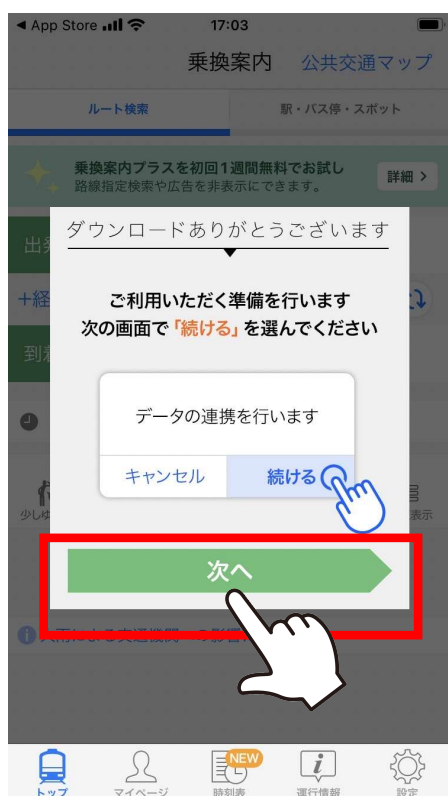 App Store 17:03
乗換案内 公共交通マップ
ルート検索 駅・バス停・スポット
乗換案内プラスを初回1週間無料でお試し
路線指定検索や広告を非表示にできます。
詳細
ダウンロードありがとうございます
出
+経
ご利用いただく準備を行います
次の画面で「続ける」を選んでください
到
データの連携を行います
キャンセル 続ける
少し
表示
次へ
NEW
トップ マイページ 時刻表 運行情報 設定